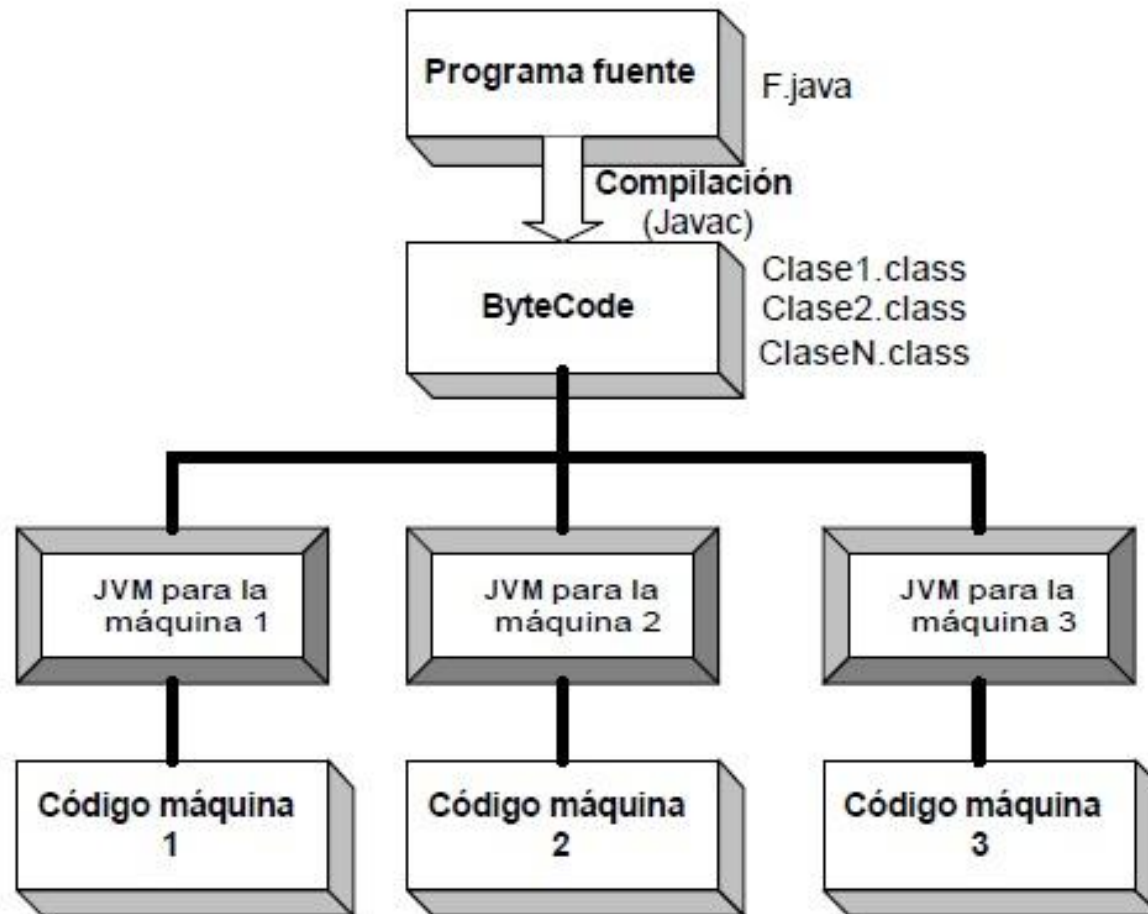 Programa fuente
F.java
Compilación
(Javac)
ByteCode
Clase1.class
Clase2.class
ClaseN.class
JVM para la
máquina 1
JVM para la
máquina 2
JVM para la
máquina 3
Código máquina
1
Código máquina
2
Código máquina
3